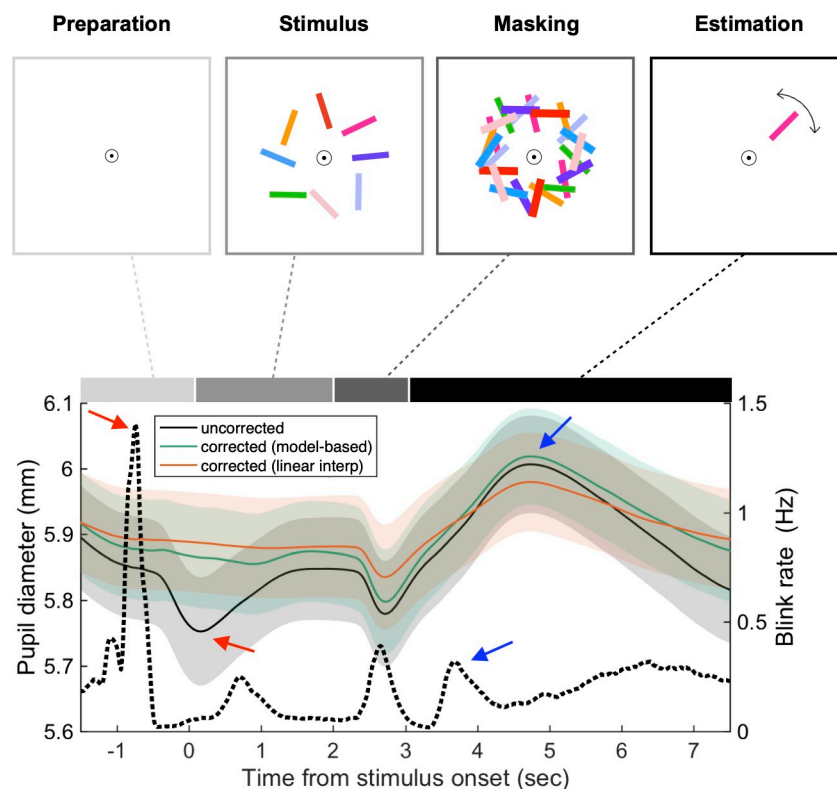 Preparation
Stimulus
Masking
Estimation
6.1
6
5.9
5.8
5.7
5.6
Pupil diameter (mm)
uncorrected
corrected (model-based)
corrected (linear interp)
1.5
1
0.5
0
Blink rate (Hz)
-1 0 1 2 3 4 5 6 7
Time from stimulus onset (sec)